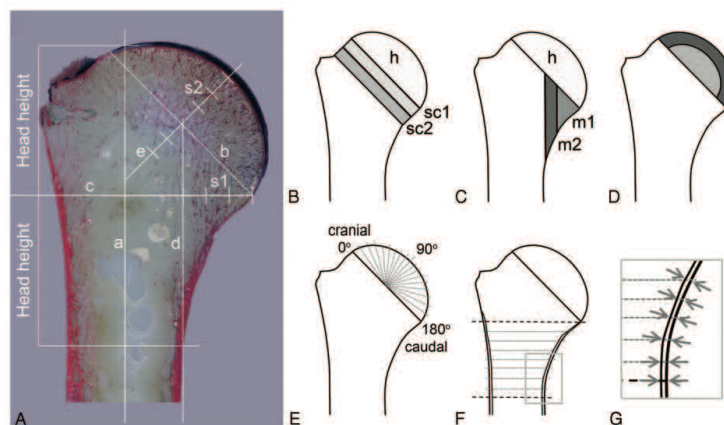 Head height
Head height
s2
b
e
c
s1
a
d
A
h
sc1
sc2
B
h
m1
m2
C
D
cranial
0°
90°
180°
caudal
E
F
G